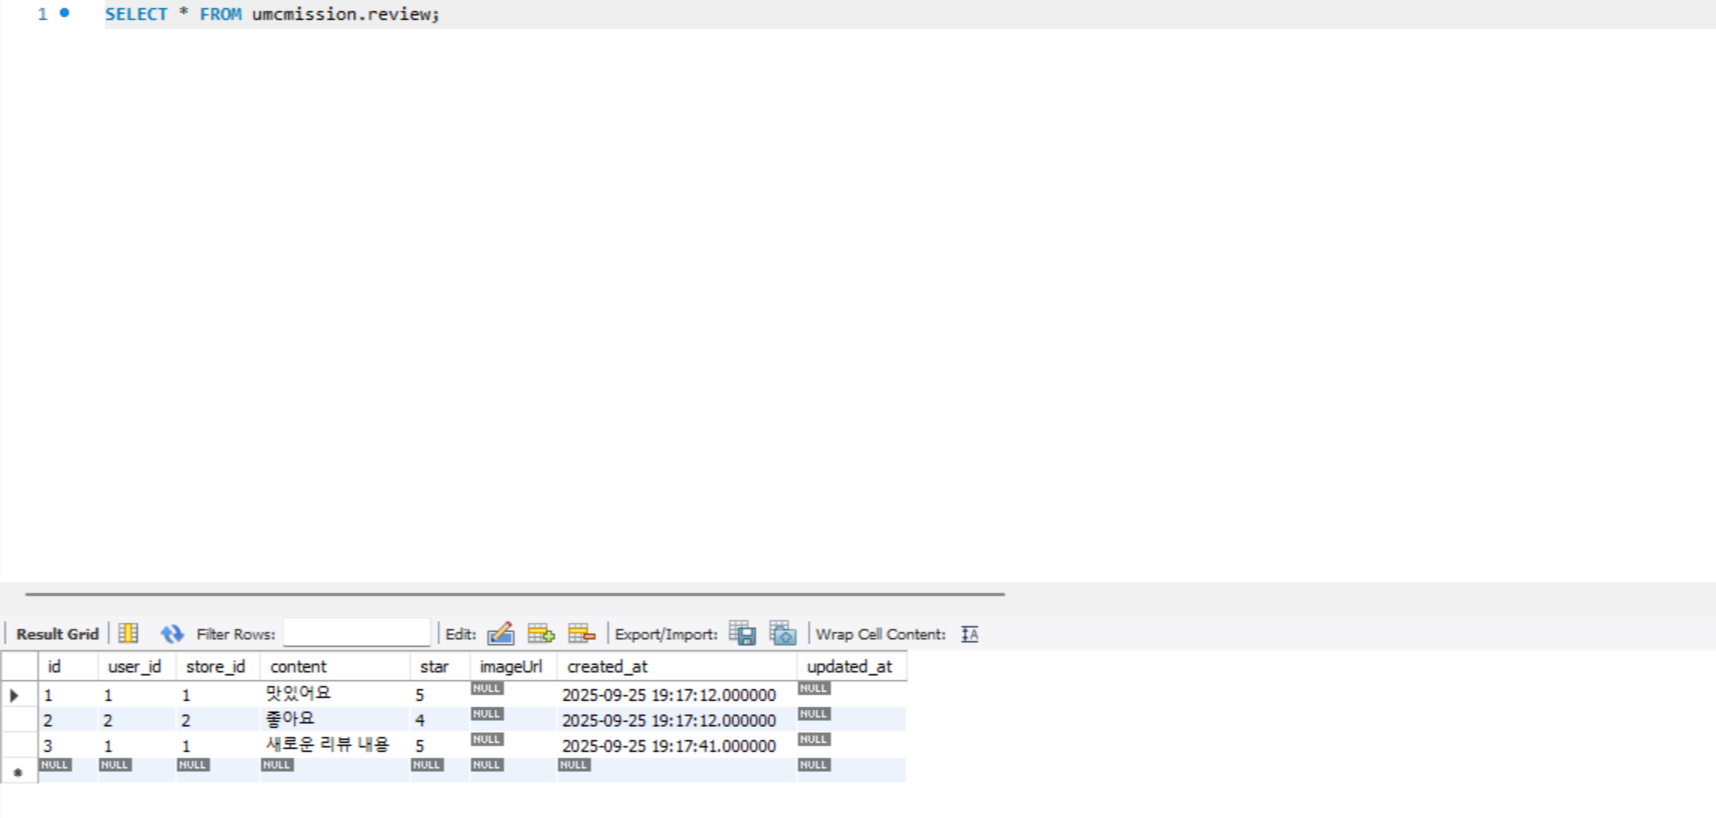 1 SELECT * FROM umcmission.review;
Result Grid Filter Rows: Edit: Export/Import: Wrap Cell Content:
id user_id store_id content star imageUrl created_at updated_at
1 1 1 맛있어요 5 NULL 2025-09-25 19:17:12.000000 NULL
2 2 2 좋아요 4 NULL 2025-09-25 19:17:12.000000 NULL
3 1 1 새로운 리뷰 내용 5 NULL 2025-09-25 19:17:41.000000 NULL
NULL NULL NULL NULL NULL NULL NULL NULL